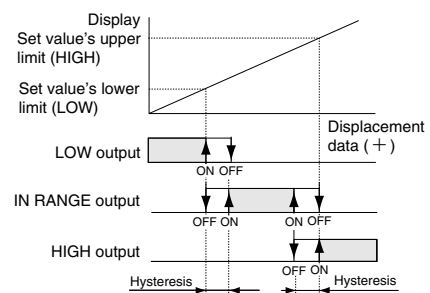 Display
Set value's upper
limit (HIGH)
Set value's lower
limit (LOW)
Displacement
data (+)
LOW output
ON OFF
IN RANGE output
OFF ON
ON OFF
HIGH output
OFF ON
Hysteresis
Hysteresis